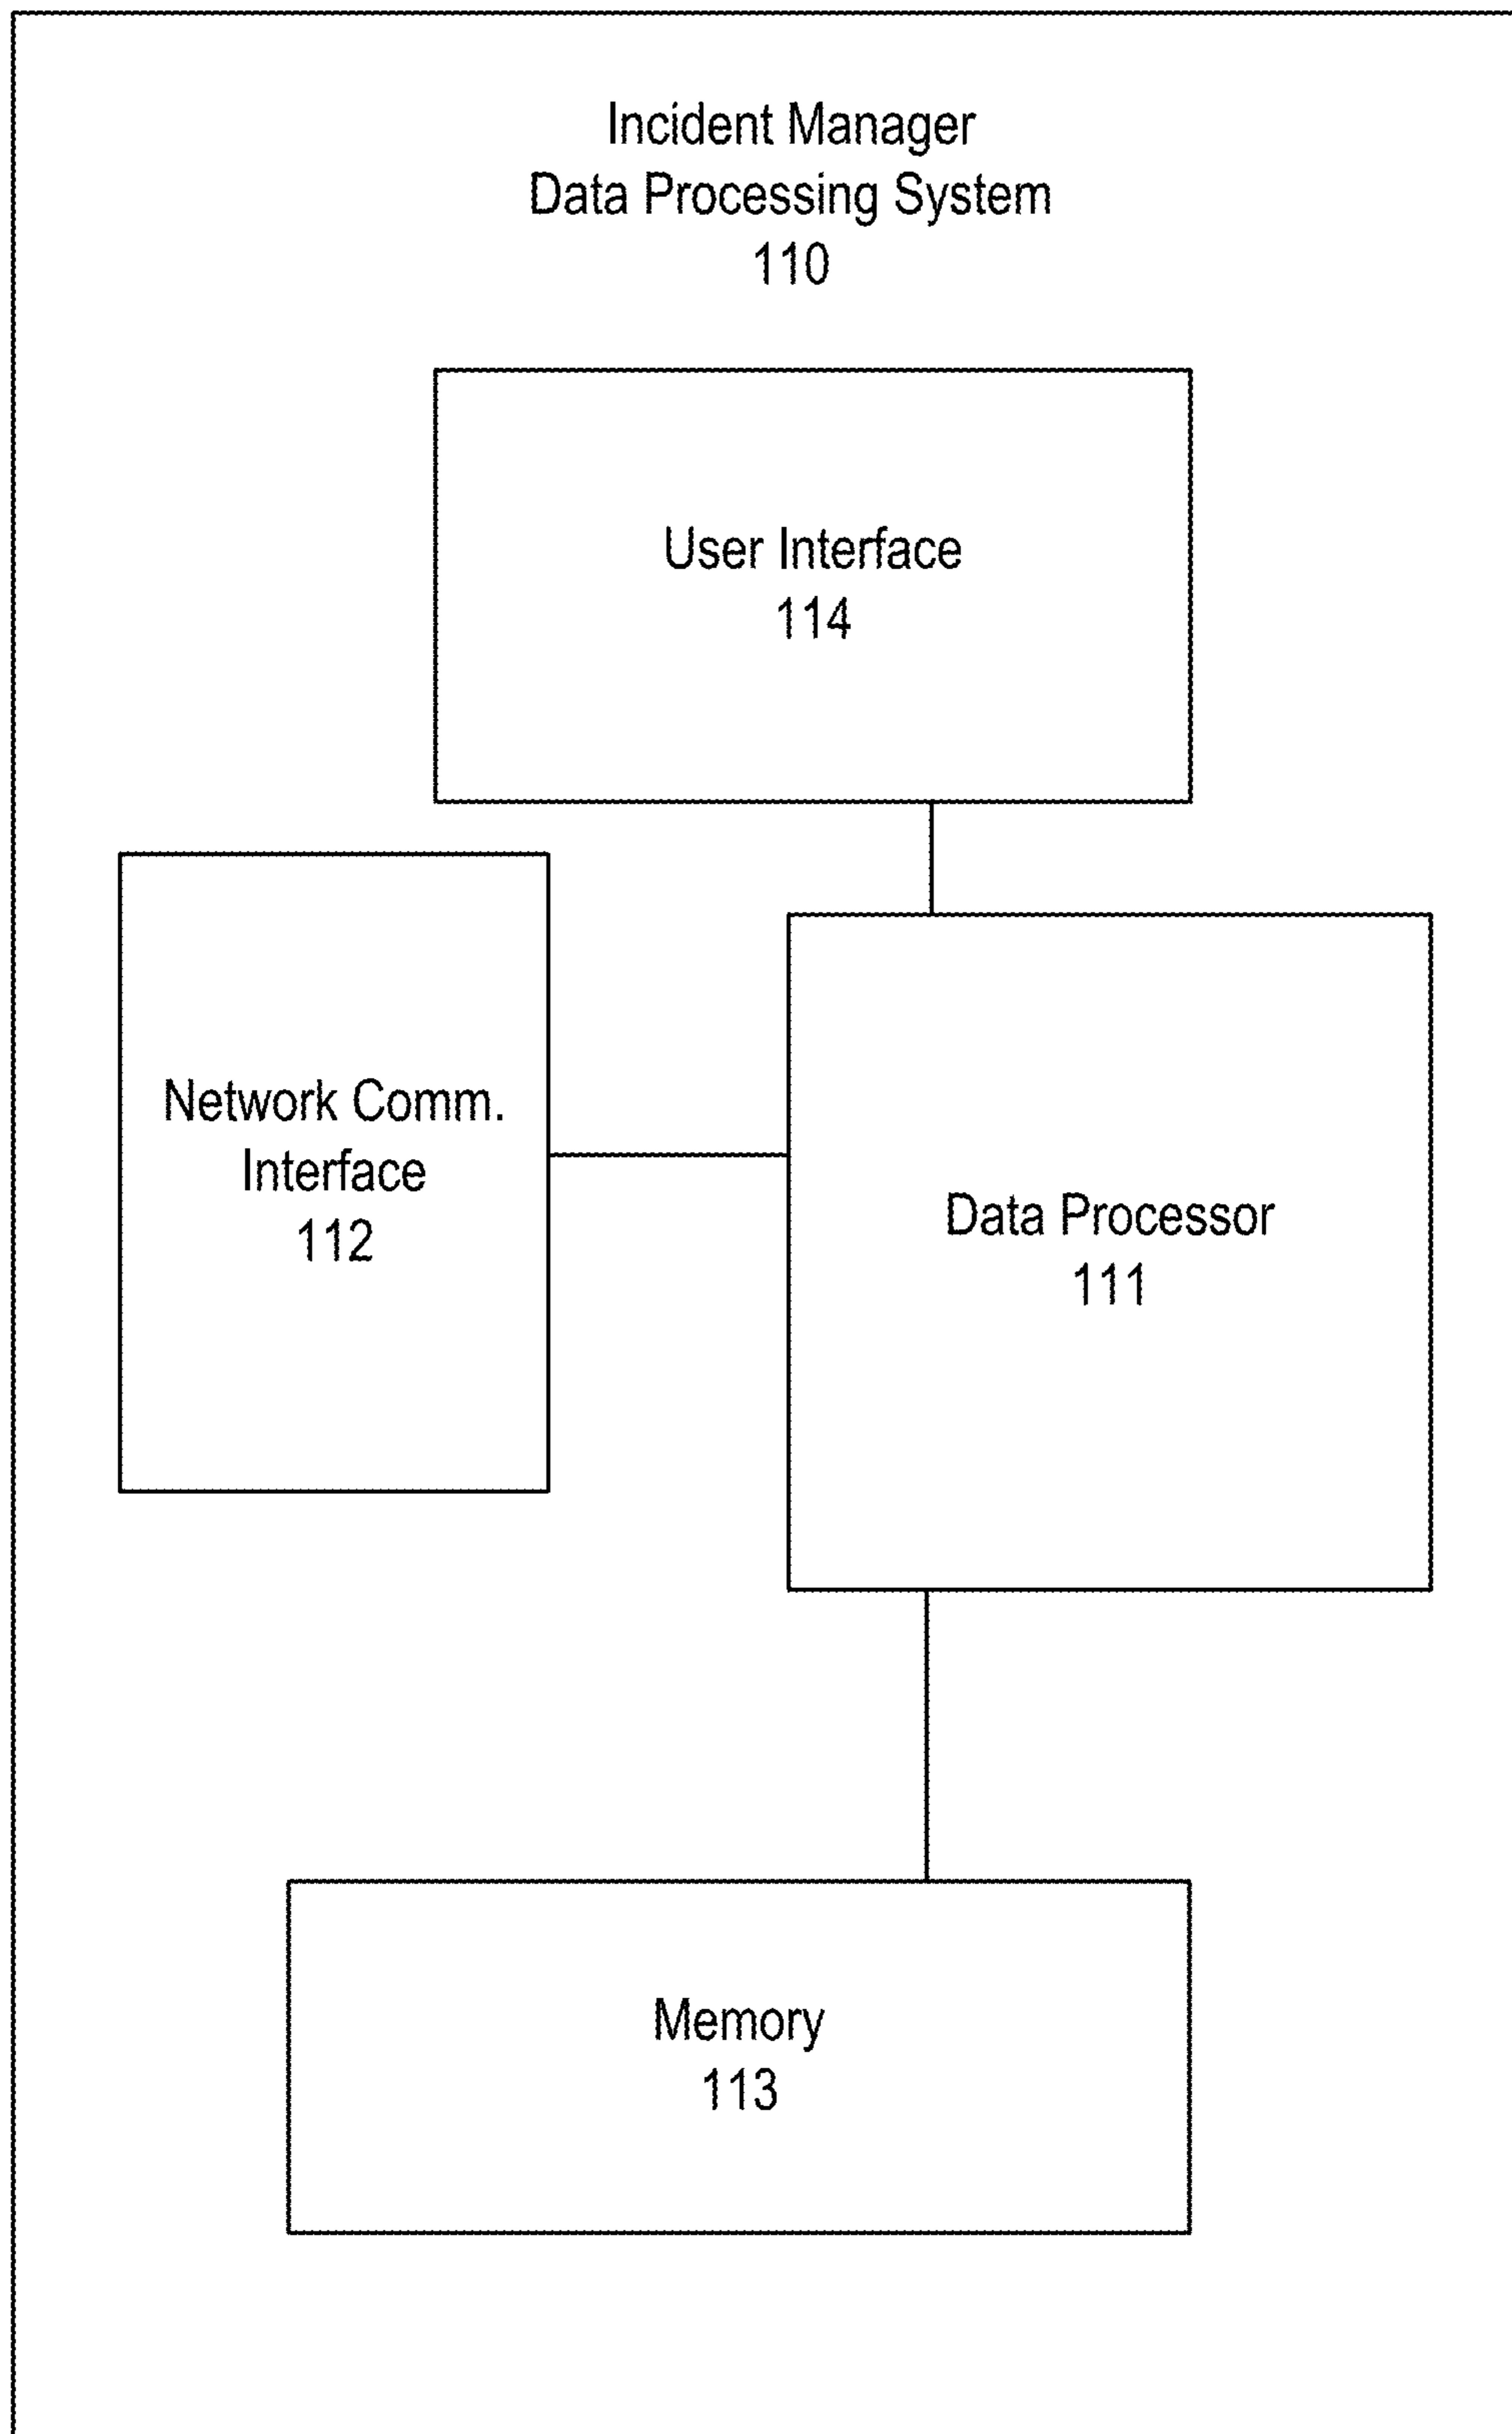 Incident Manager
Data Processing System
110
User Interface
114
Network Comm.
Interface
112
Data Processor
111
Memory
113